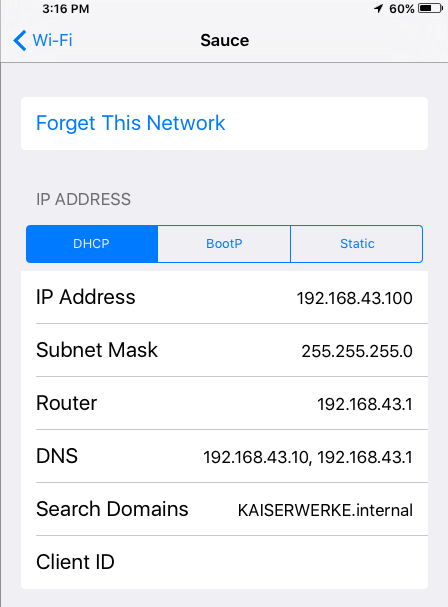 3:16 PM 60%
Wi-Fi Sauce
Forget This Network
IP ADDRESS
DHCP BootP Static
IP Address 192.168.43.100
Subnet Mask 255.255.255.0
Router 192.168.43.1
DNS 192.168.43.10, 192.168.43.1
Search Domains KAISERWERKE.internal
Client ID